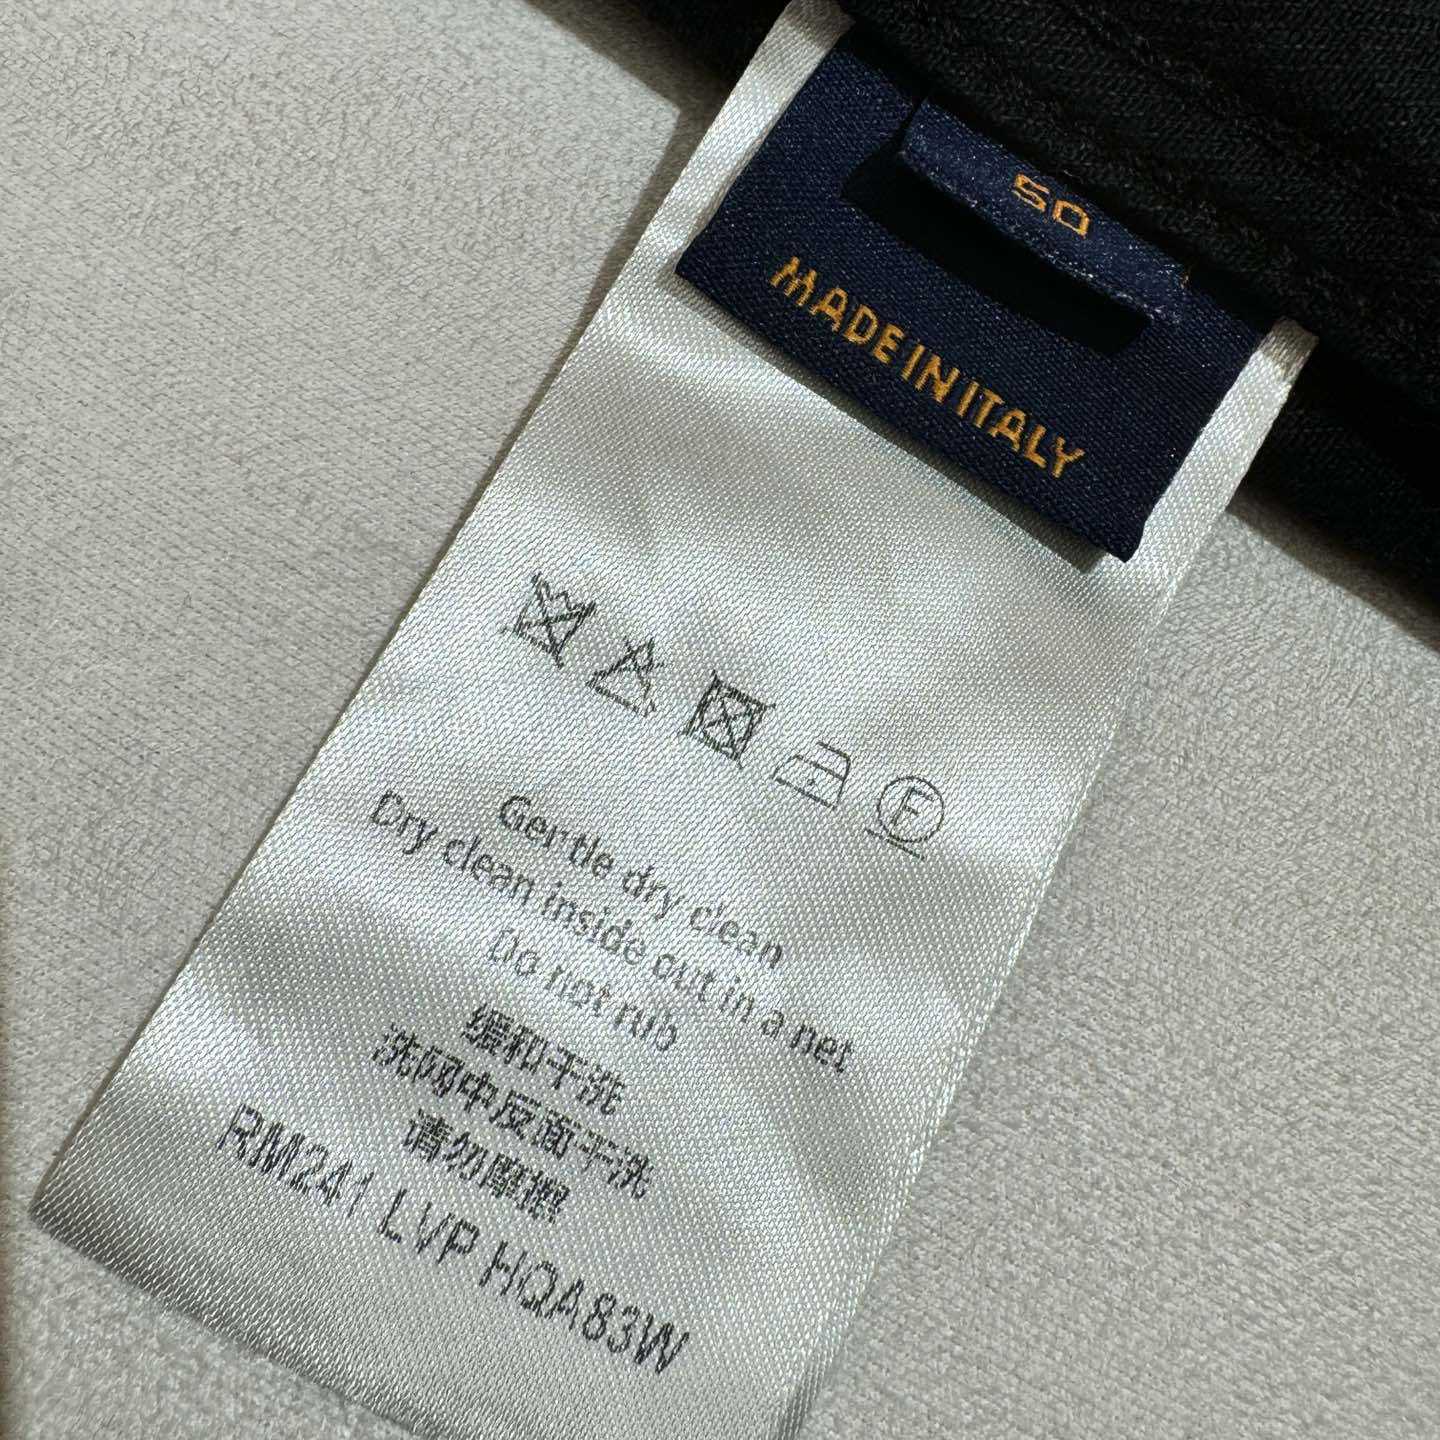 50
MADE IN ITALY
F
Gentle dry clean
Dry clean inside out in a net
Do not rub
缓和干洗
洗网中反面干洗
请勿摩擦
RM241 LVP HQA83W